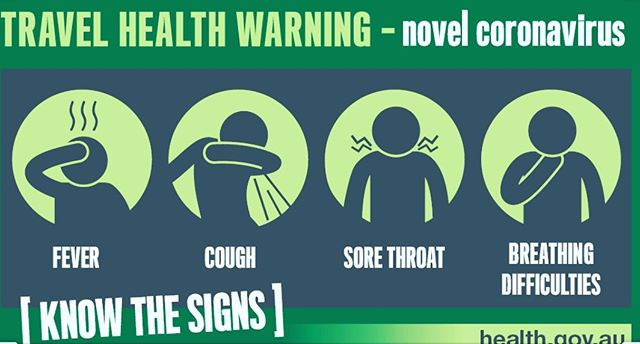 TRAVEL HEALTH WARNING - novel coronavirus
FEVER
COUGH
SORE THROAT
BREATHING
DIFFICULTIES
[ KNOW THE SIGNS ]
health.gov.au